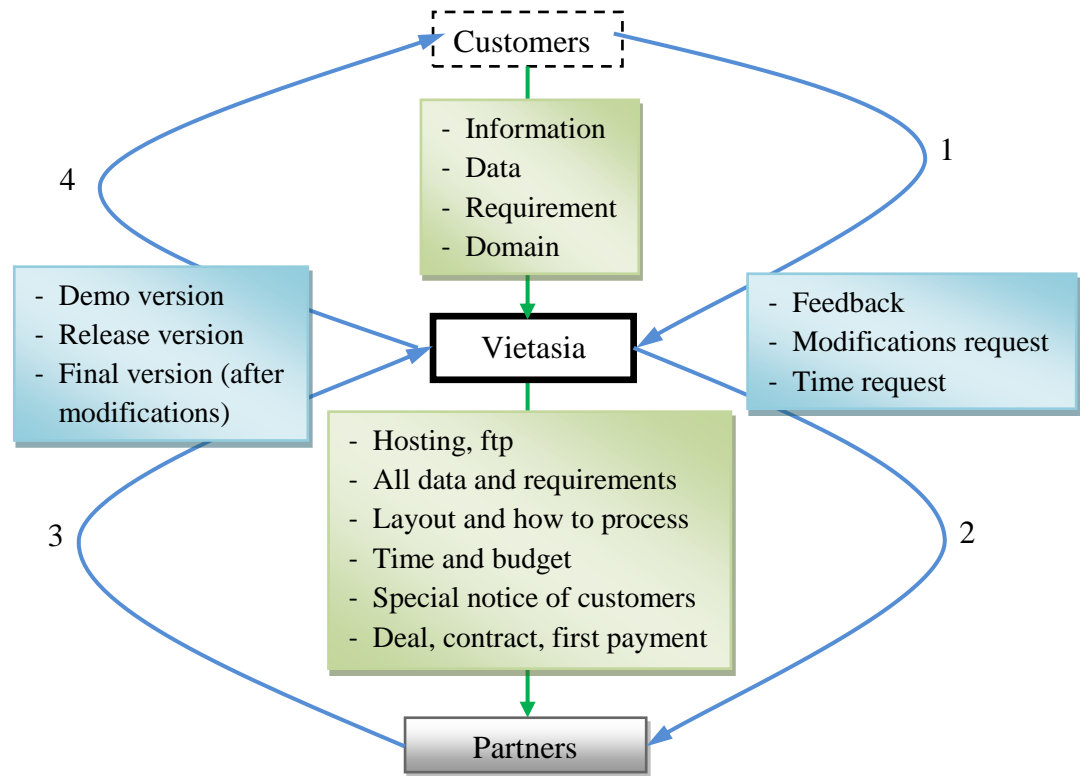 Customers
- Information
- Data
- Requirement
- Domain
1
4
- Demo version
- Release version
- Final version (after
modifications)
Vietasia
- Feedback
- Modifications request
- Time request
- Hosting, ftp
- All data and requirements
- Layout and how to process
- Time and budget
- Special notice of customers
- Deal, contract, first payment
3
2
Partners